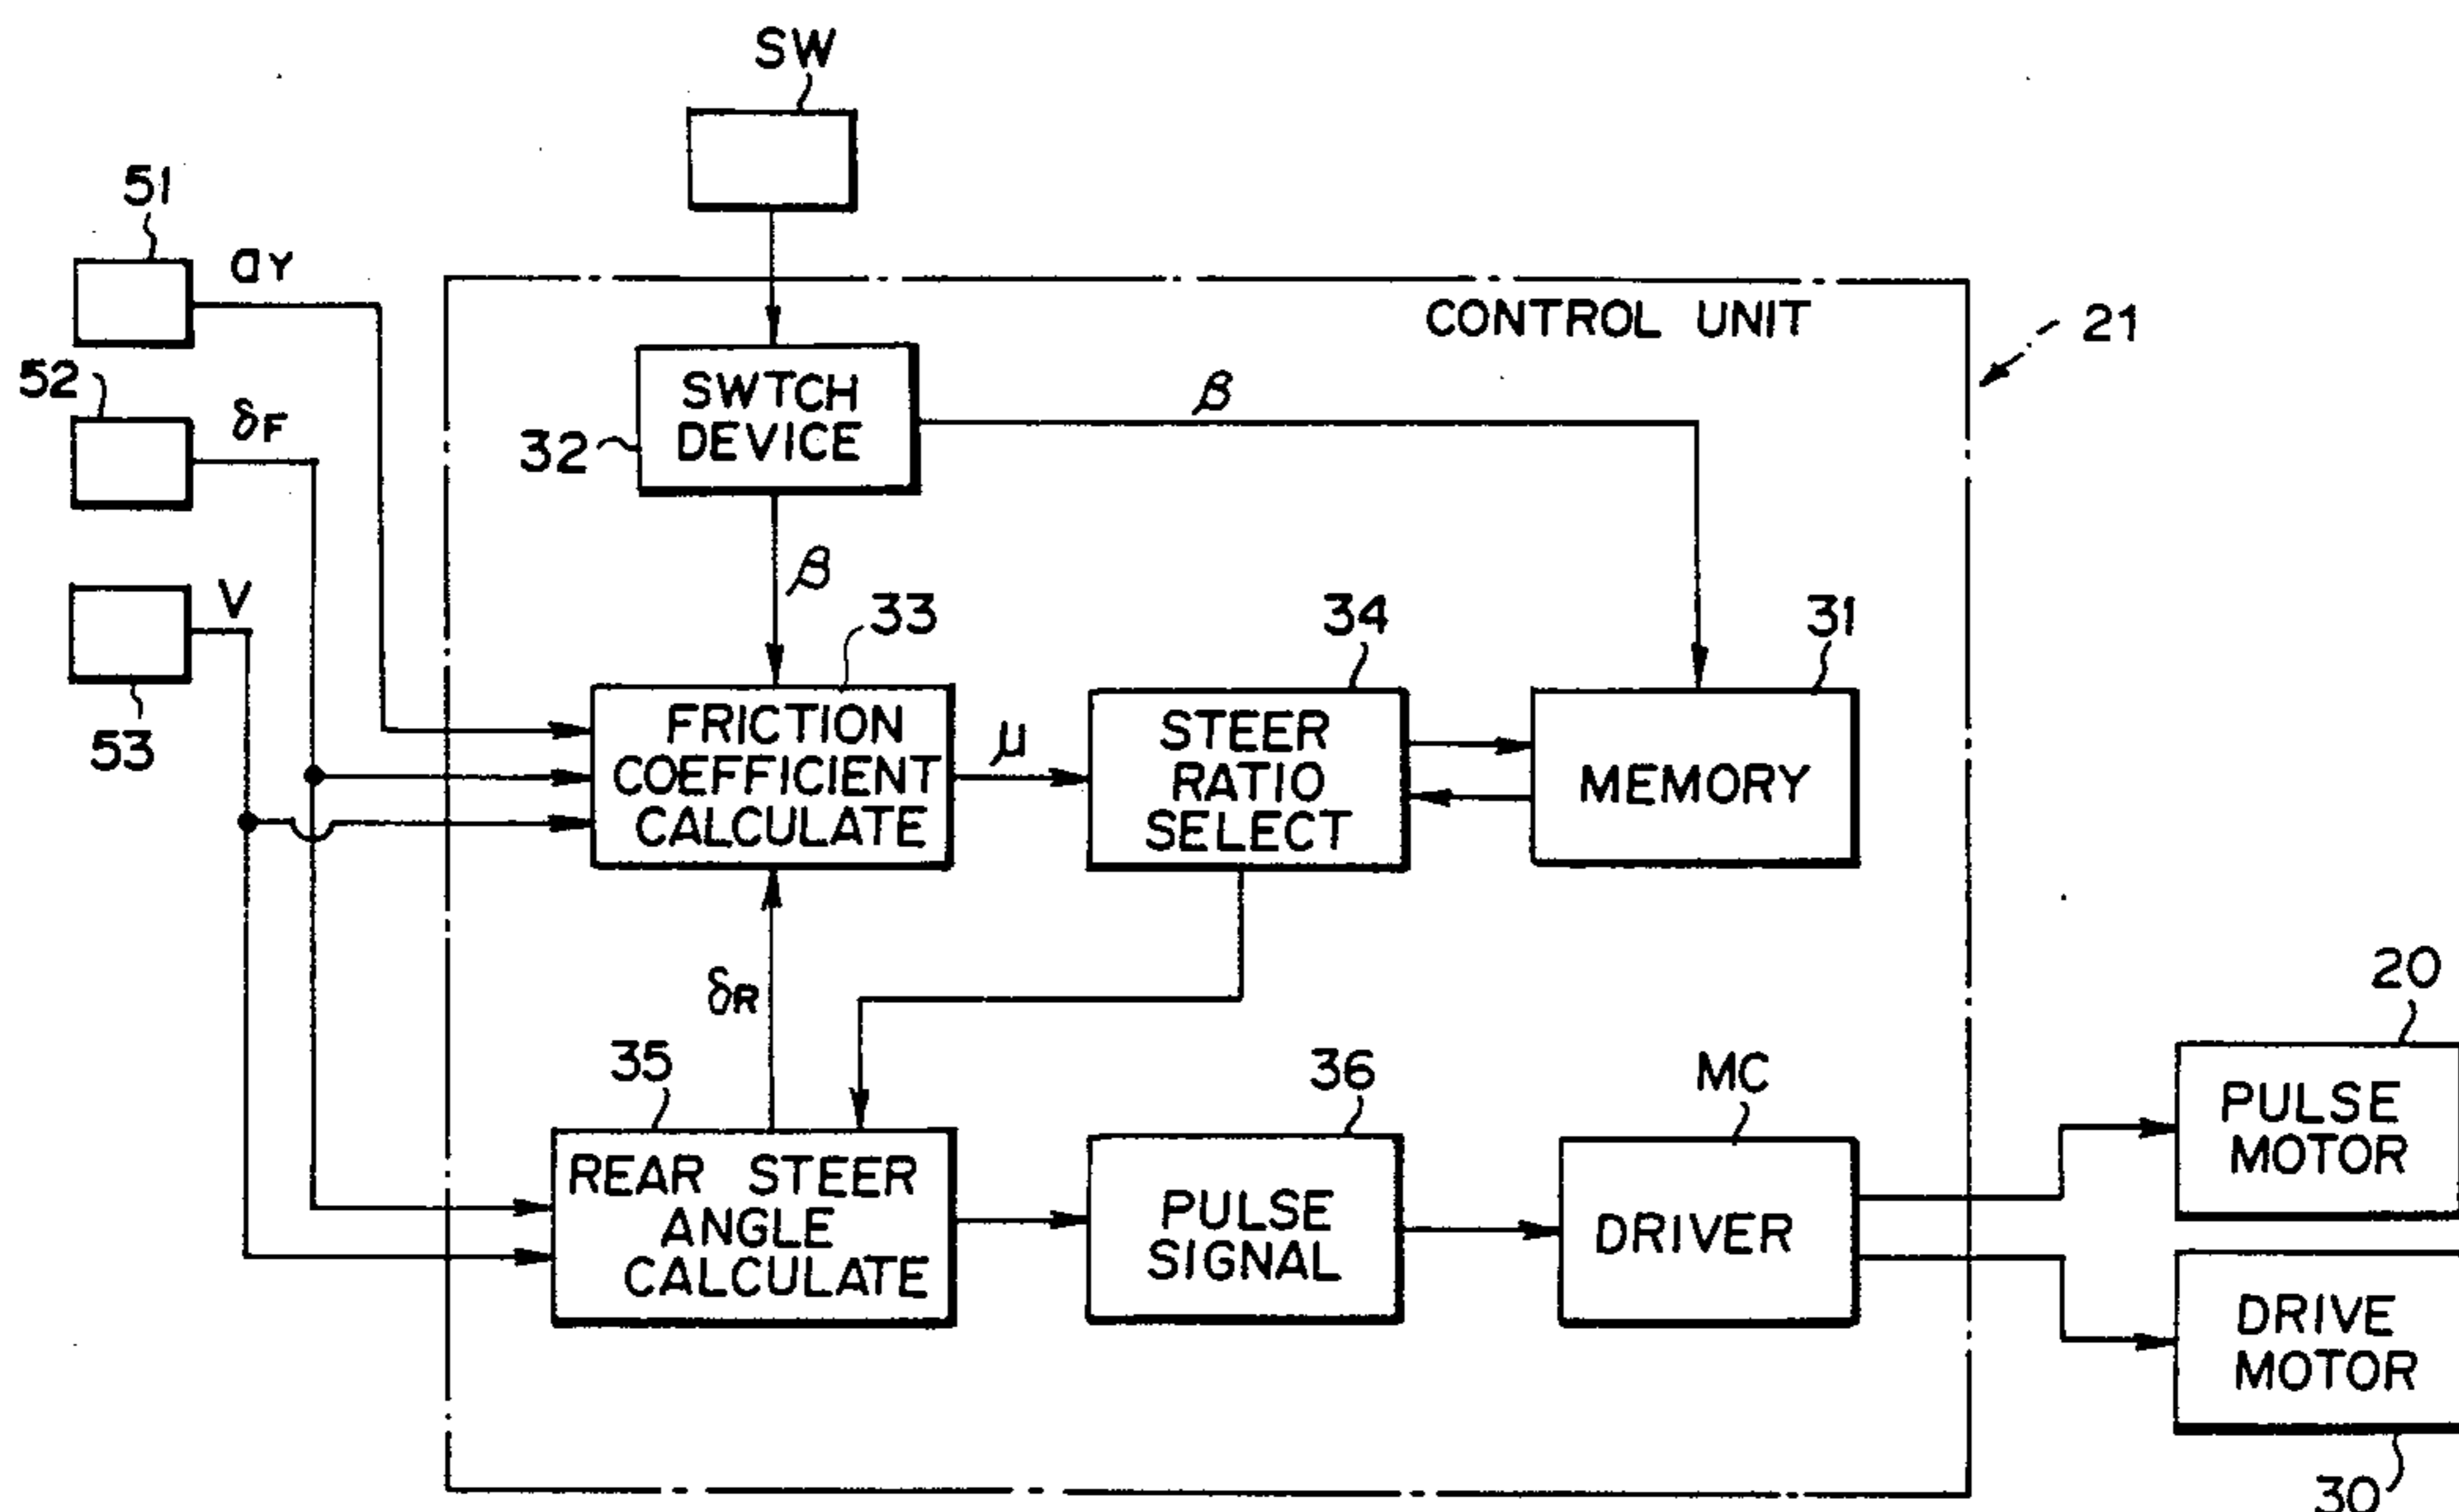 SW
51
aY
CONTROL UNIT
21
52
δF
SWTCH
DEVICE
β
32
β
V
33
34
31
53
FRICTION
COEFFICIENT
CALCULATE
μ
STEER
RATIO
SELECT
MEMORY
δR
20
35
36
MC
PULSE
MOTOR
REAR STEER
ANGLE
CALCULATE
PULSE
SIGNAL
DRIVER
DRIVE
MOTOR
30